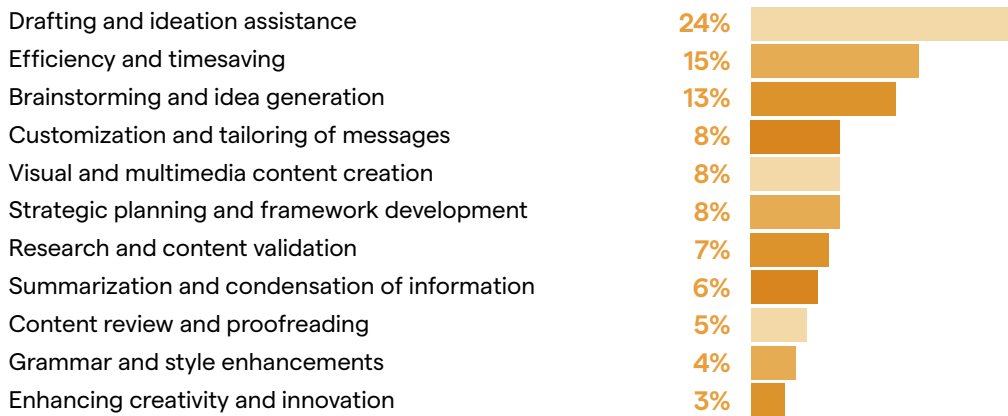 Drafting and ideation assistance 24%
Efficiency and timesaving 15%
Brainstorming and idea generation 13%
Customization and tailoring of messages 8%
Visual and multimedia content creation 8%
Strategic planning and framework development 8%
Research and content validation 7%
Summarization and condensation of information 6%
Content review and proofreading 5%
Grammar and style enhancements 4%
Enhancing creativity and innovation 3%